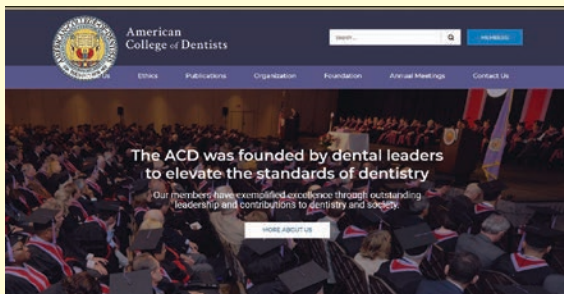 American
College of Dentists
Search...
MEMBERS
Us
Ethics
Publications
Organization
Foundation
Annual Meetings
Contact Us
The ACD was founded by dental leaders
to elevate the standards of dentistry
Our members have exemplified excellence through outstanding
leadership and contributions to dentistry and society.
MORE ABOUT US